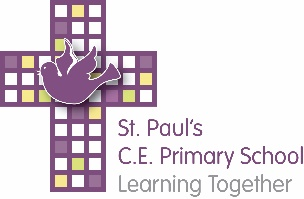 St. Paul's
C.E. Primary School
Learning Together